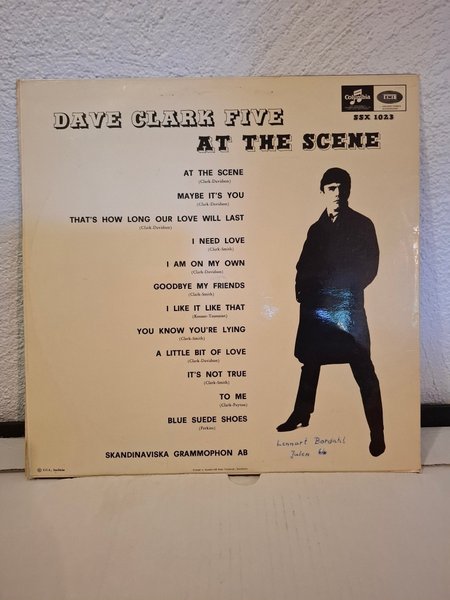 Columbia
EMI
DAVE CLARK FIVE
SSX 1023
AT THE SCENE
AT THE SCENE
(Clark-Davidson)
MAYBE IT'S YOU
(Clark-Davidson)
THAT'S HOW LONG OUR LOVE WILL LAST
(Clark-Davidson)
I NEED LOVE
(Clark-Smith)
I AM ON MY OWN
(Clark-Davidson)
GOODBYE MY FRIENDS
(Clark-Smith)
I LIKE IT LIKE THAT
YOU KNOW YOU'RE LYING
(Clark-Smith)
A LITTLE BIT OF LOVE
(Clark-Davidson)
IT'S NOT TRUE
(Clark-Smith)
TO ME
(Clark-Peyton)
BLUE SUEDE SHOES
(Perkins)
Lennart
Julen 66
SKANDINAVISKA GRAMMOPHON AB